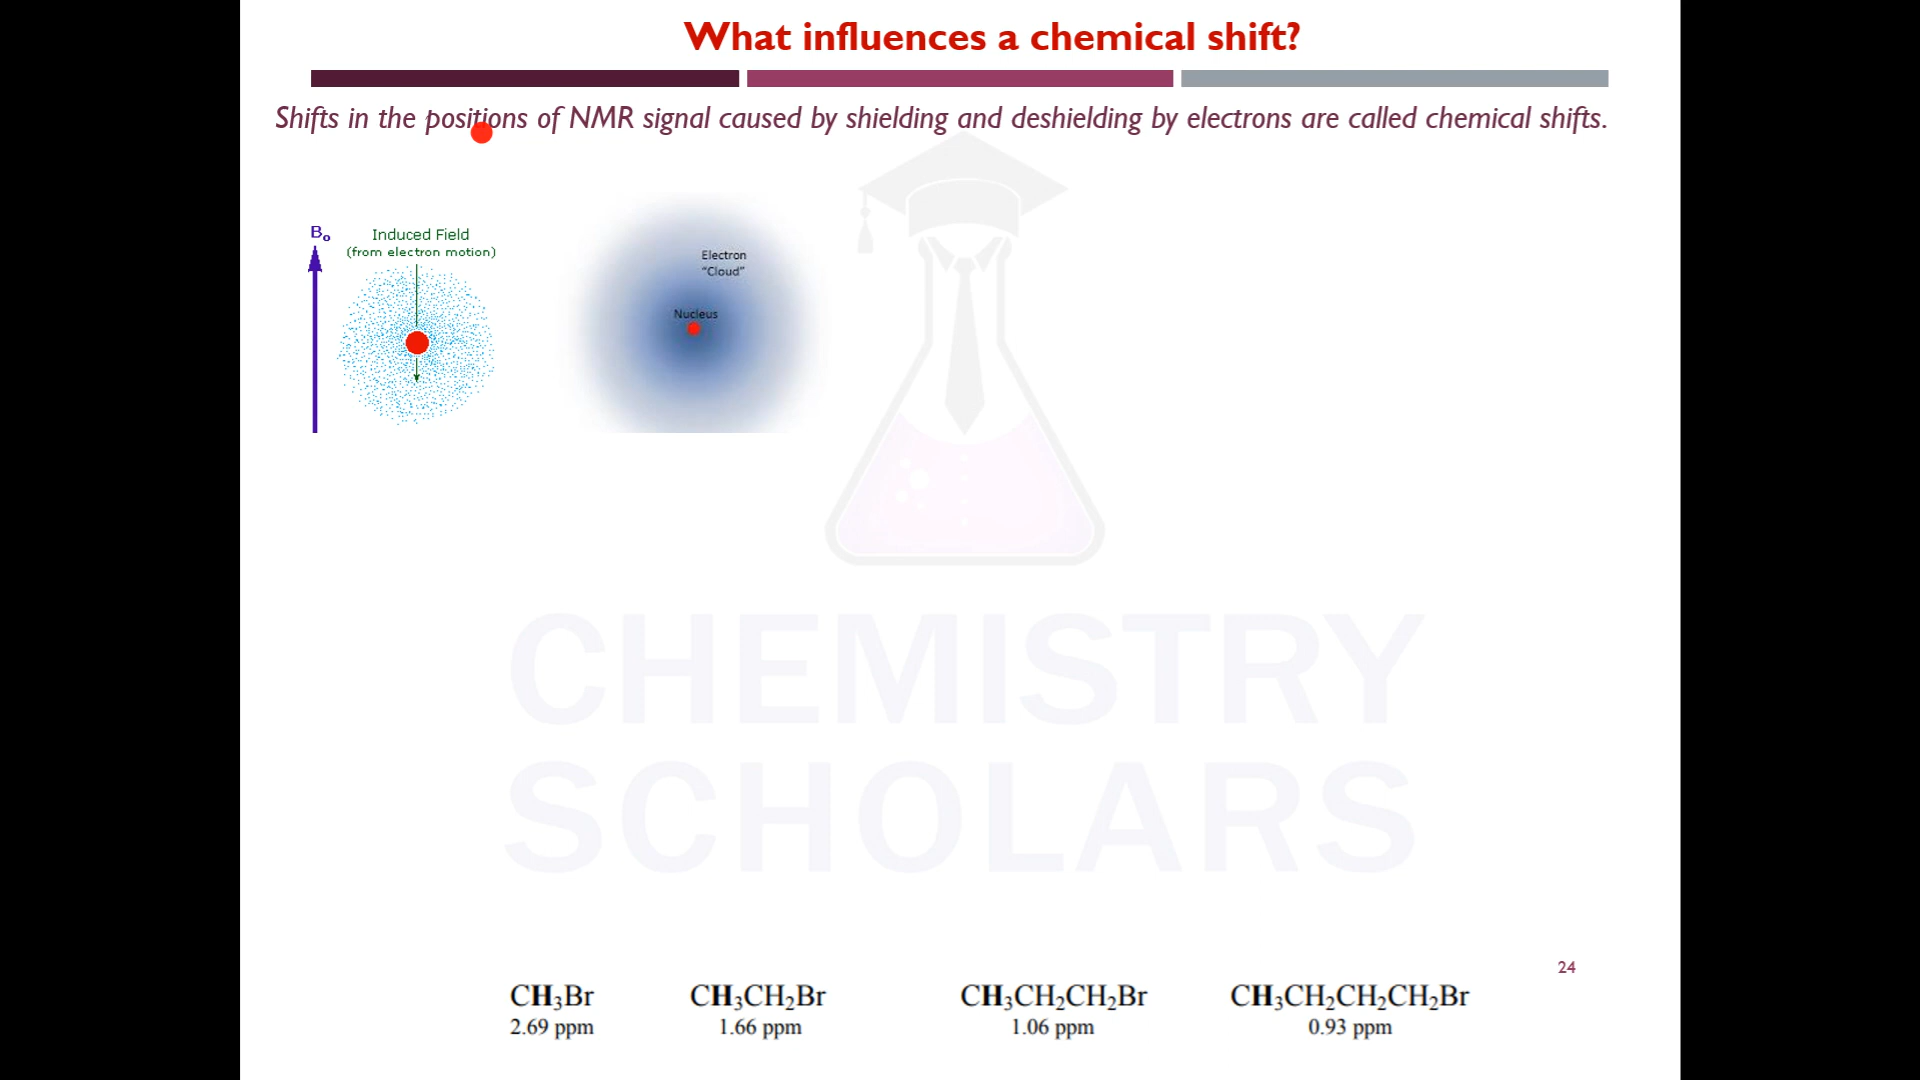 What influences a chemical shift?
Shifts in the positions of NMR signal caused by shielding and deshielding by electrons are called chemical shifts.
B₀
Induced Field
(from electron motion)
Electron
"Cloud"
Nucleus
CHEMISTRY
SCHOLARS
24
CH₃Br CH₃CH₂Br CH₃CH₂CH₂Br CH₃CH₂CH₂CH₂Br
2.69 ppm 1.66 ppm 1.06 ppm 0.93 ppm